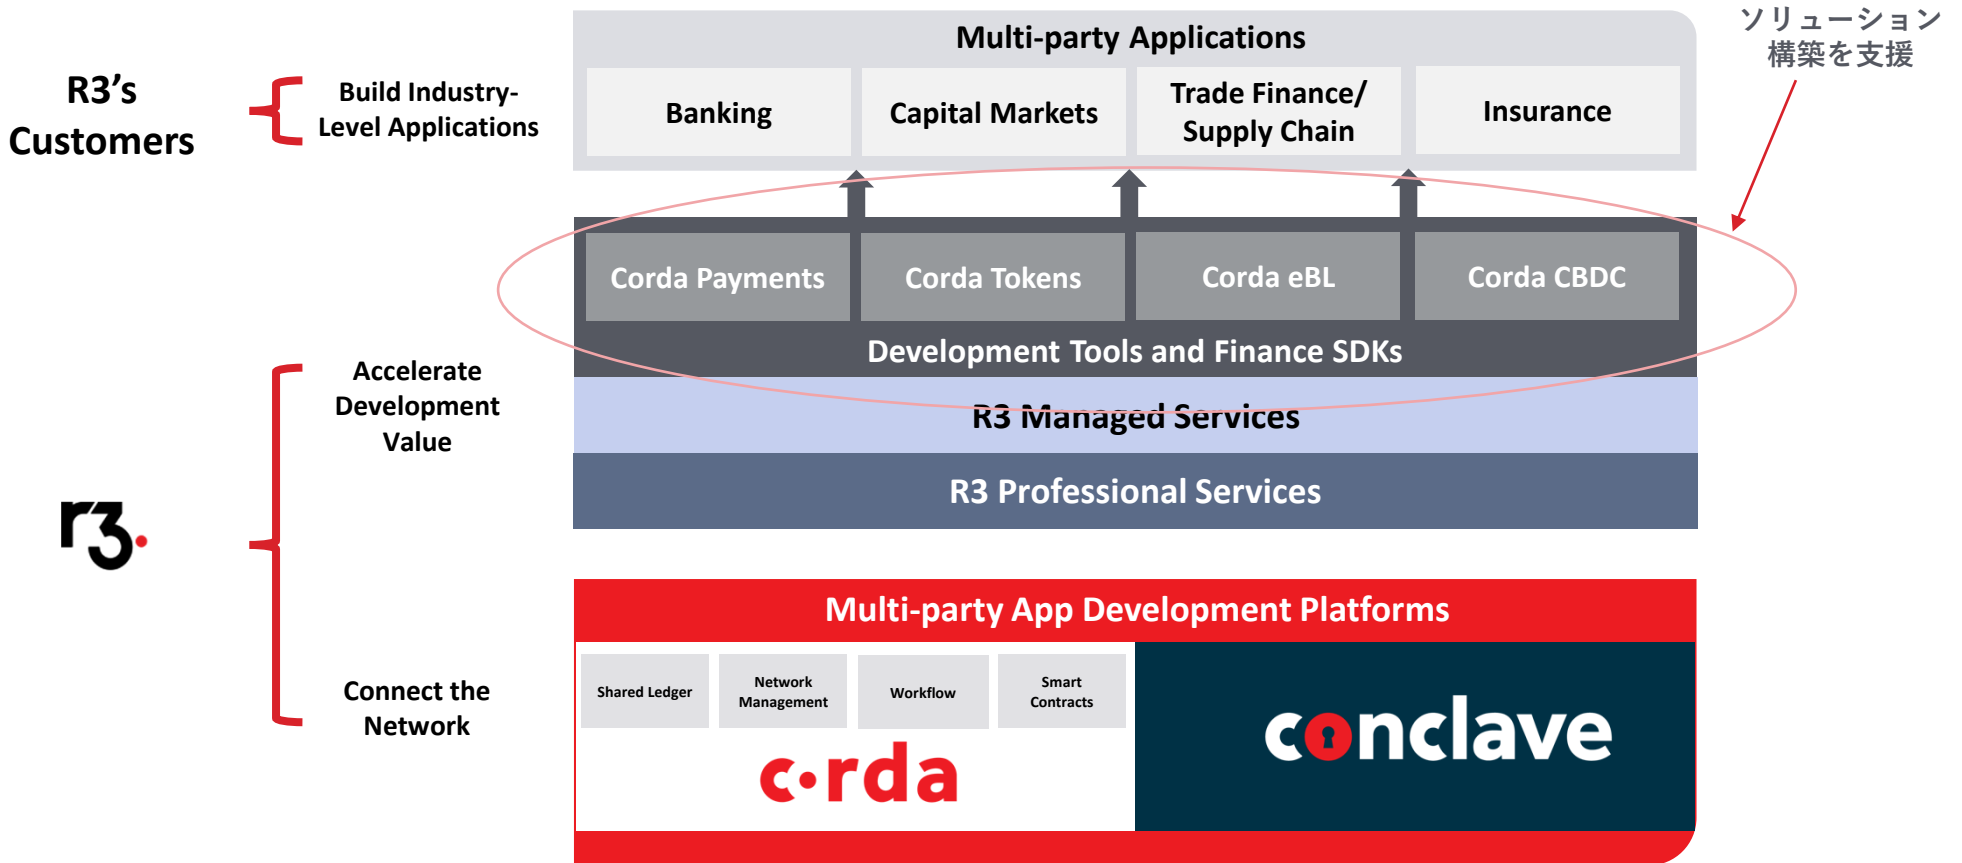 ソリューション
構築を支援
R3's
Customers
Build Industry-
Level Applications
Multi-party Applications
Banking
Capital Markets
Trade Finance/
Supply Chain
Insurance
Corda Payments
Corda Tokens
Corda eBL
Corda CBDC
Development Tools and Finance SDKs
Accelerate
Development
Value
R3 Managed Services
R3 Professional Services
r3.
Multi-party App Development Platforms
Connect the
Network
Shared Ledger
Network
Management
Workflow
Smart
Contracts
c•rda
conclave